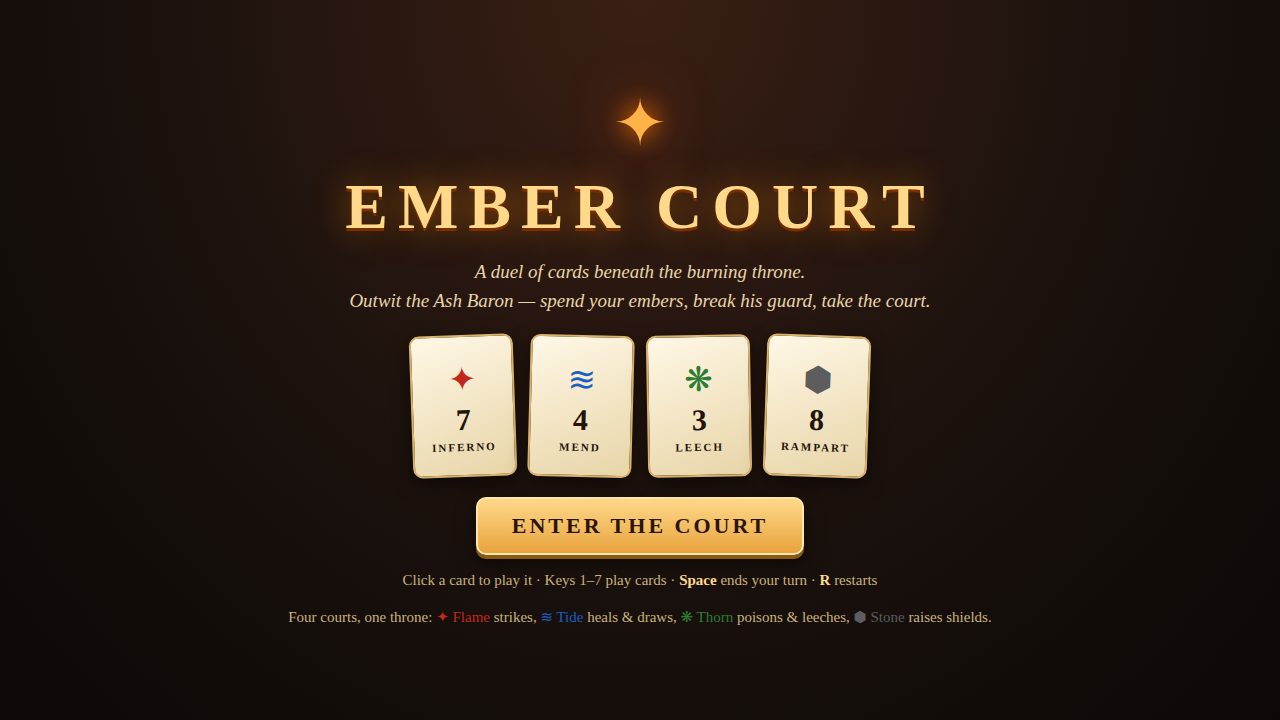 EMBER COURT
A duel of cards beneath the burning throne.
Outwit the Ash Baron — spend your embers, break his guard, take the court.
7 4 3 8
INFERNO MEND LEECH RAMPART
ENTER THE COURT
Click a card to play it · Keys 1–7 play cards · Space ends your turn · R restarts
Four courts, one throne: ✦ Flame strikes, ≋ Tide heals & draws, ❋ Thorn poisons & leeches, ⬢ Stone raises shields.